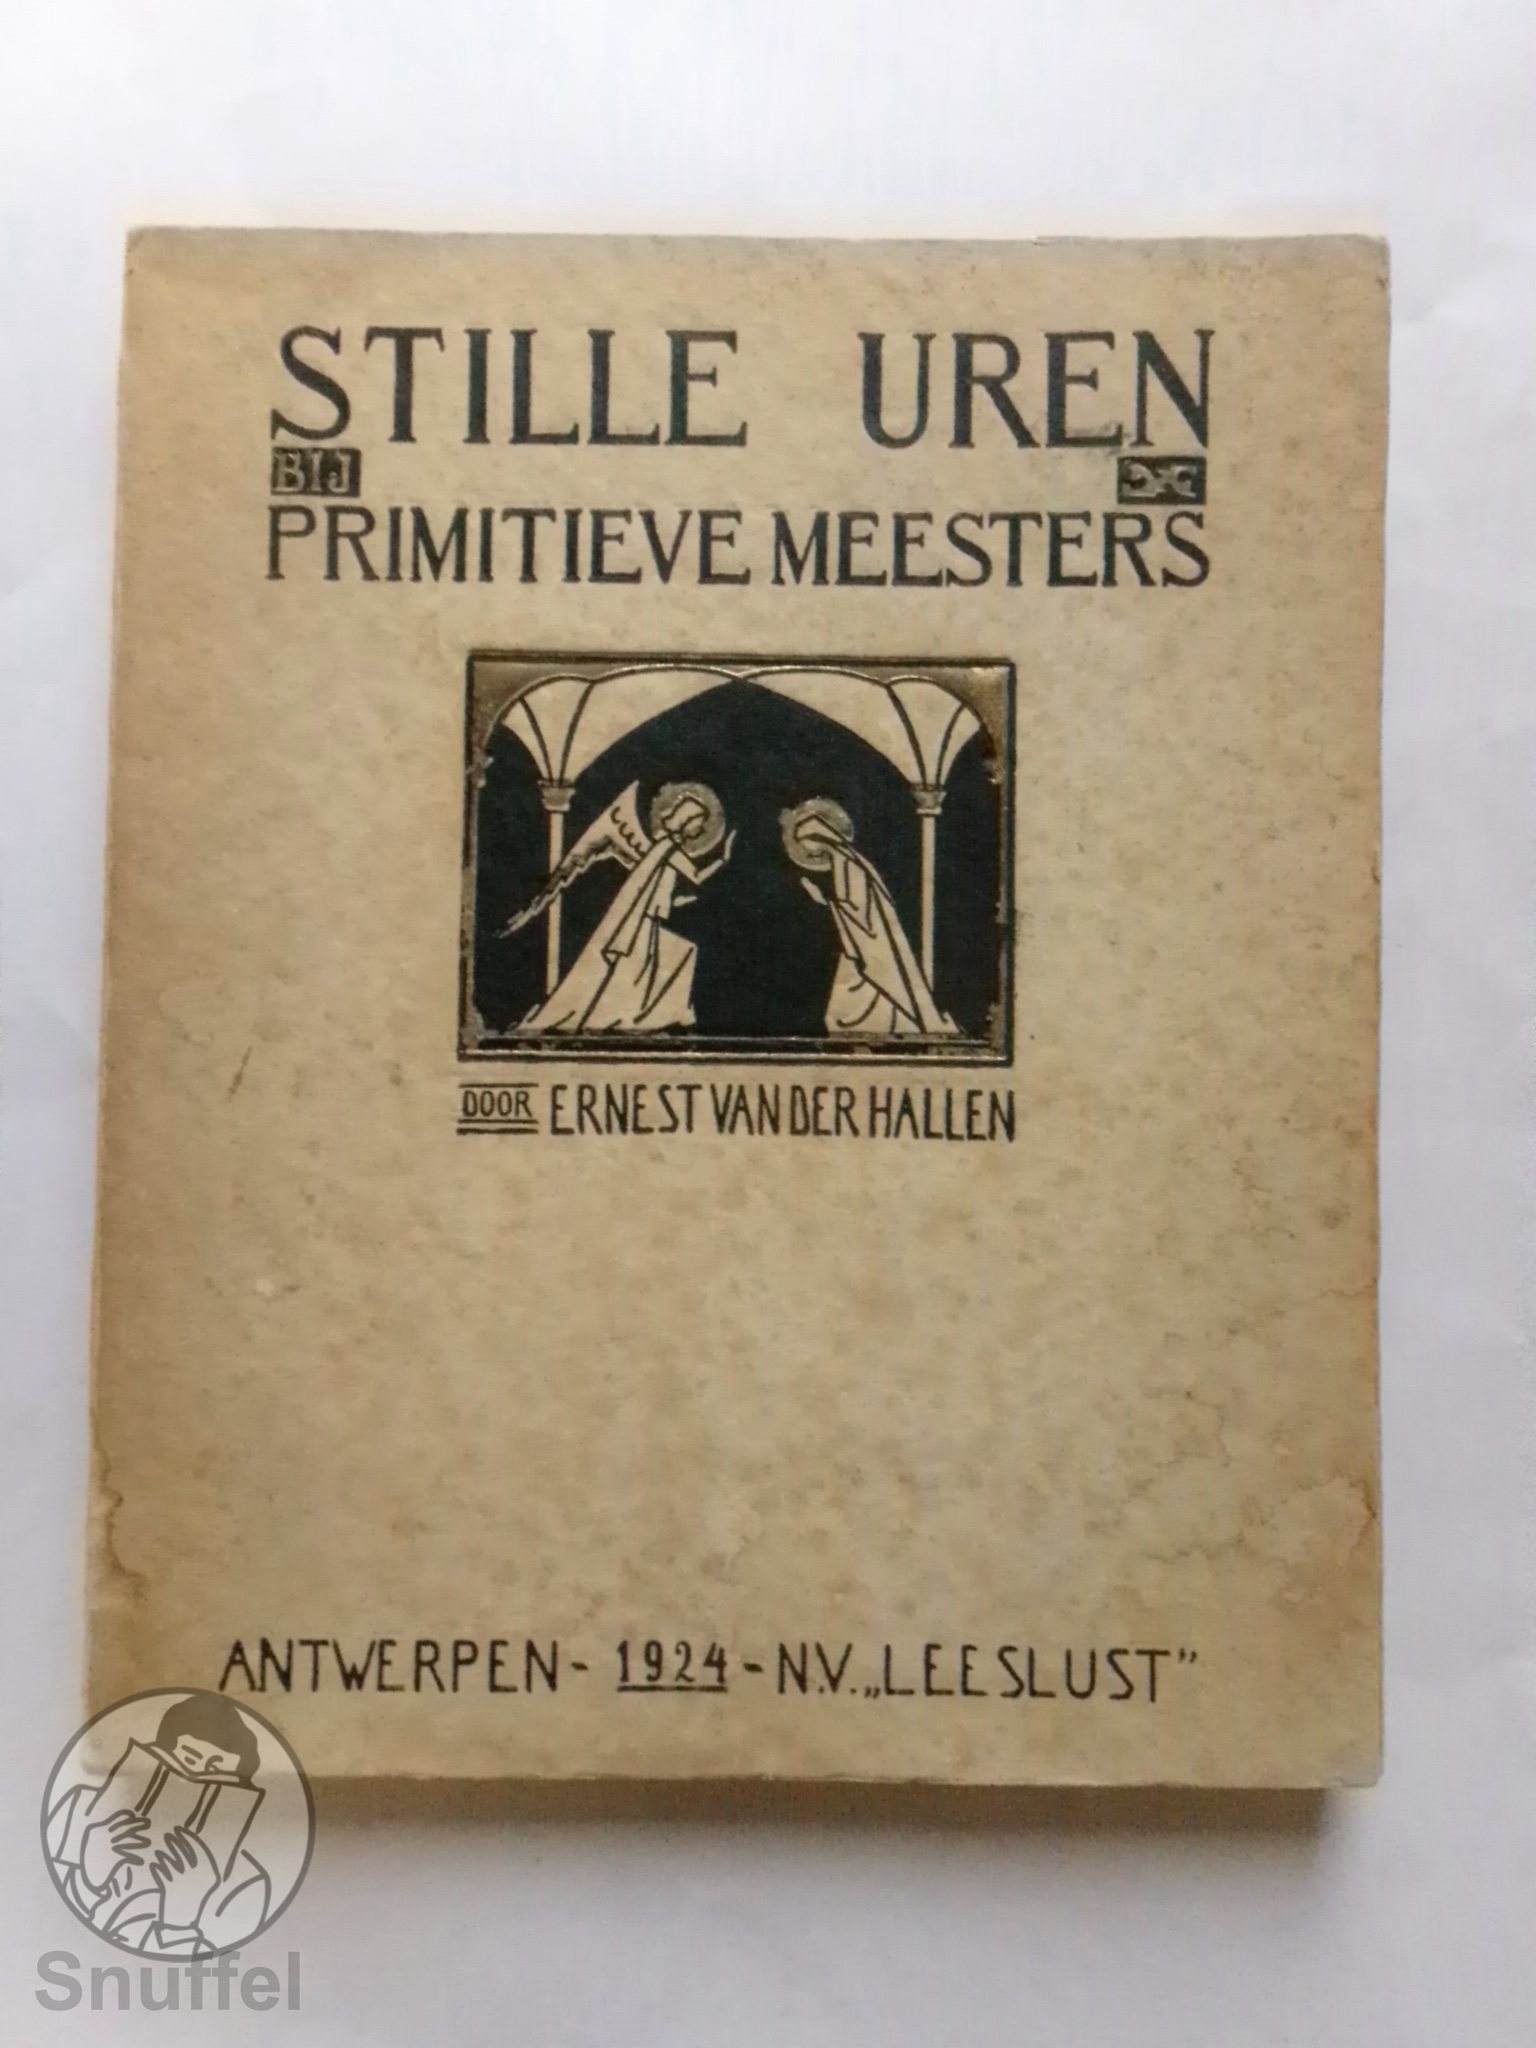 STILLE UREN
BIJ
PRIMITIEVE MEESTERS
DOOR ERNEST VAN DER HALLEN
ANTWERPEN - 1924 - N.V. „LEESLUST”
Snuffel